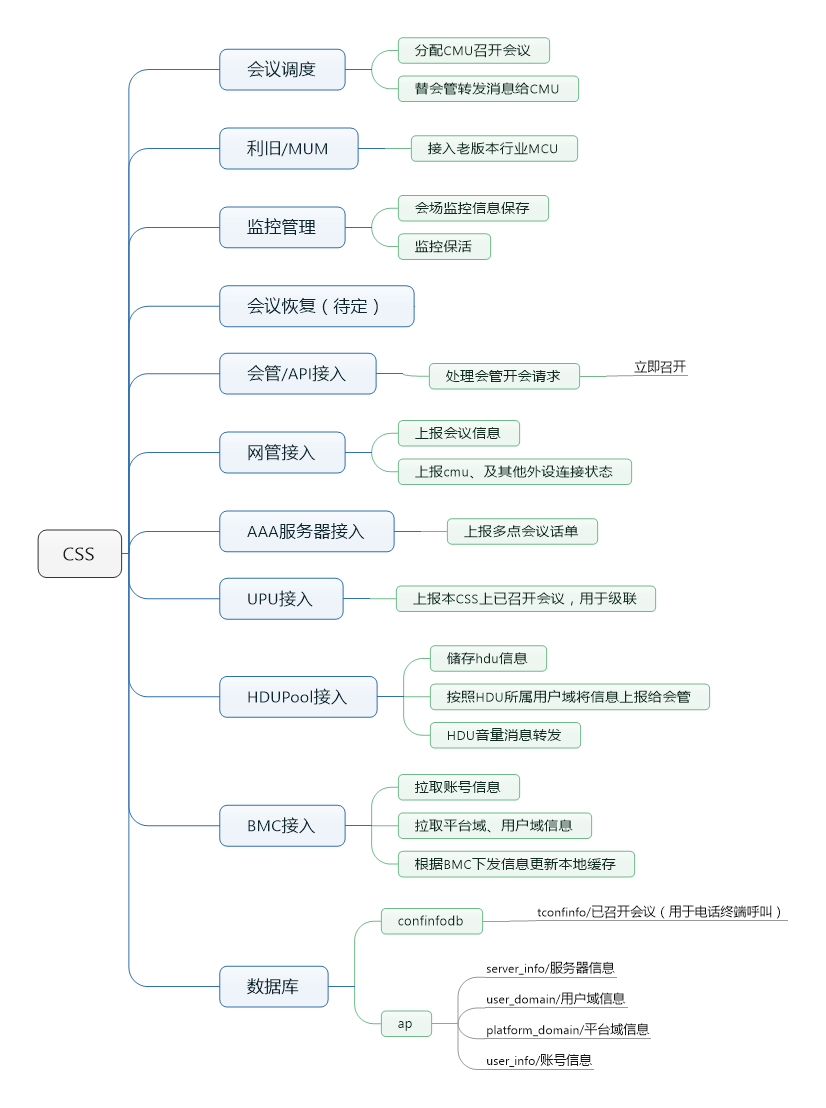 CSS
会议调度
分配CMU召开会议
替会管转发消息给CMU
利旧/MUM
接入老版本行业MCU
监控管理
会场监控信息保存
监控保活
会议恢复（待定）
会管/API接入
处理会管开会请求
立即召开
网管接入
上报会议信息
上报cmu、及其他外设连接状态
AAA服务器接入
上报多点会议话单
UPU接入
上报本CSS上已召开会议，用于级联
HDUPool接入
储存hdu信息
按照HDU所属用户域将信息上报给会管
HDU音量消息转发
BMC接入
拉取账号信息
拉取平台域、用户域信息
根据BMC下发信息更新本地缓存
数据库
confinfodb
tconfinfo/已召开会议（用于电话终端呼叫）
ap
server_info/服务器信息
user_domain/用户域信息
platform_domain/平台域信息
user_info/账号信息